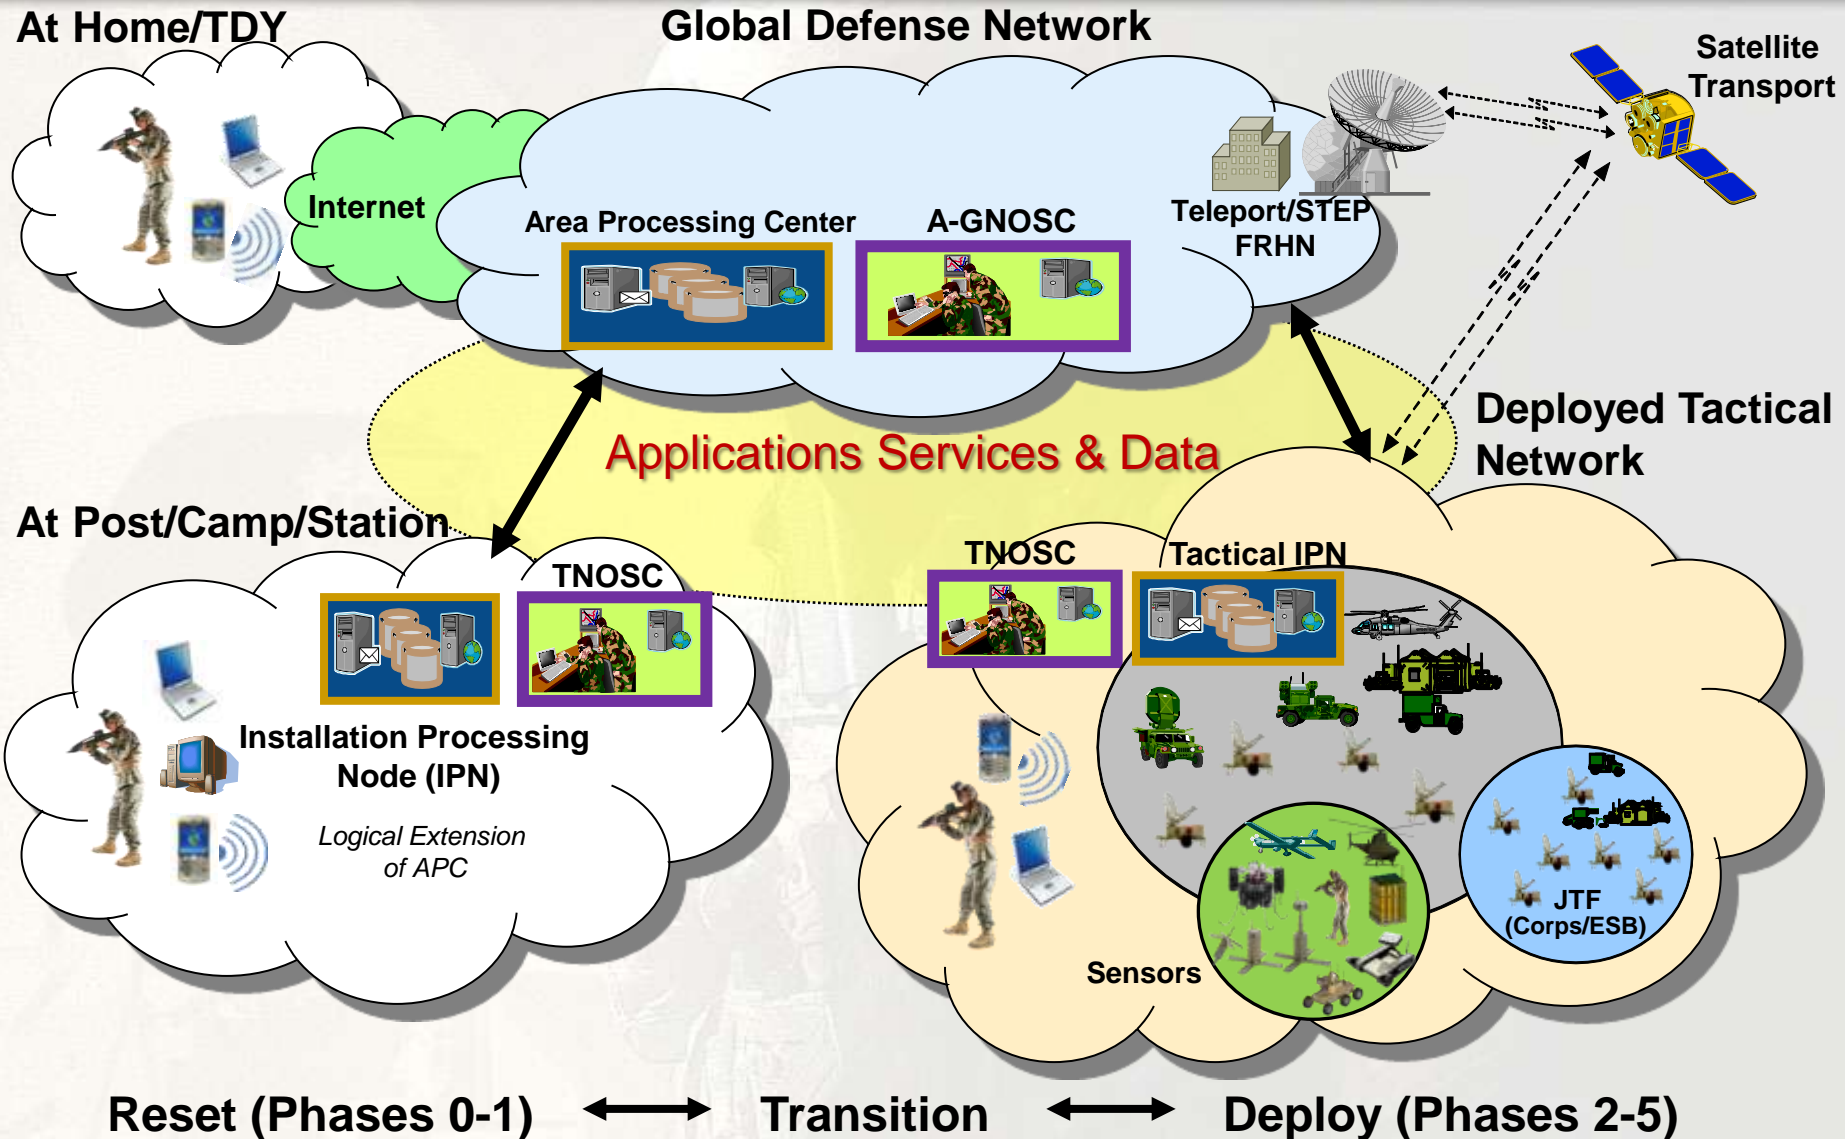 At Home/TDY
Global Defense Network
Satellite
Transport
Internet
Area Processing Center
A-GNOSC
Teleport/STEP
FRHN
Applications Services & Data
Deployed Tactical
Network
At Post/Camp/Station
TNOSC
Installation Processing
Node (IPN)
Logical Extension
of APC
TNOSC
Tactical IPN
JTF
(Corps/ESB)
Sensors
Reset (Phases 0-1)
Transition
Deploy (Phases 2-5)